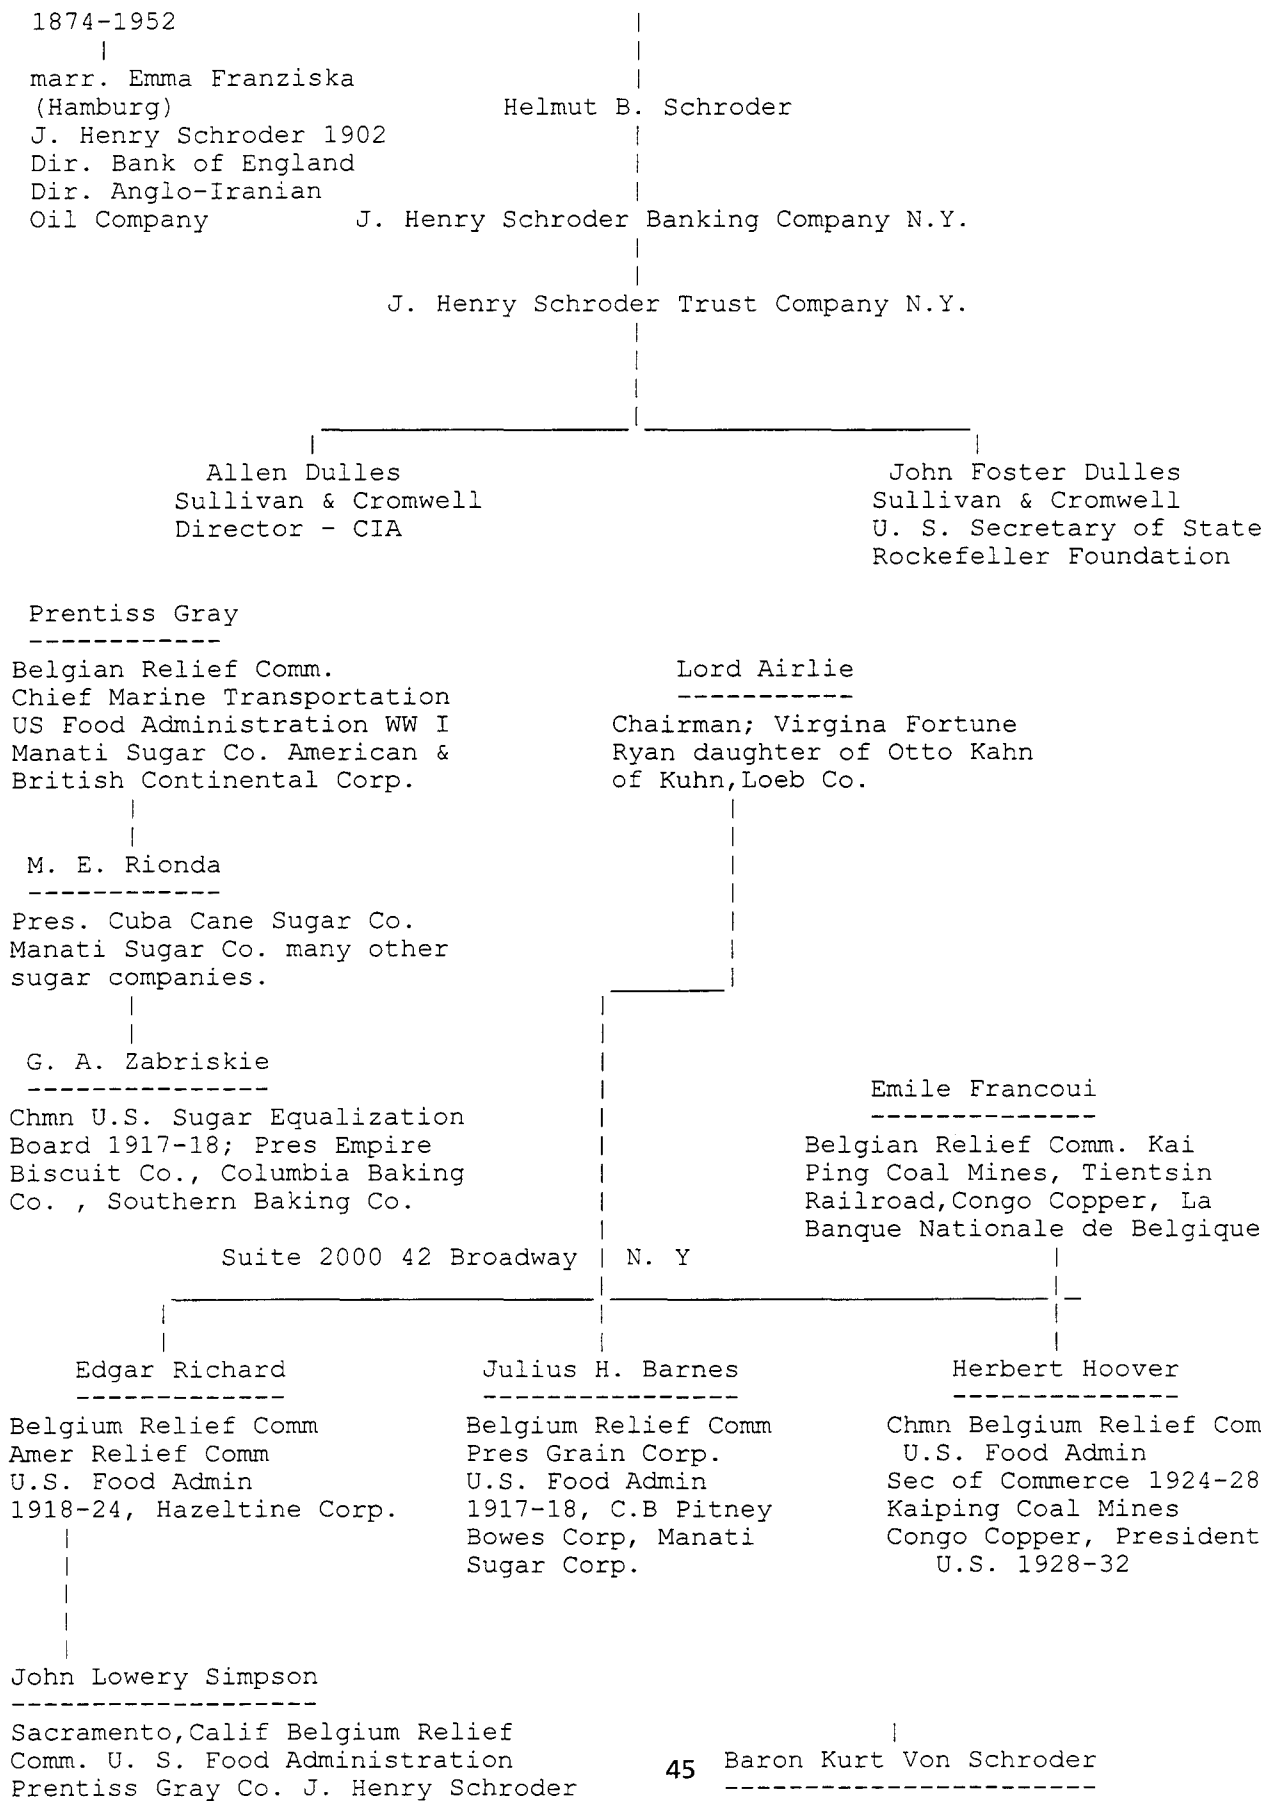 1874-1952
marr. Emma Franziska
(Hamburg)
Helmut B. Schroder
J. Henry Schroder 1902
Dir. Bank of England
Dir. Anglo-Iranian
Oil Company
J. Henry Schroder Banking Company N.Y.
J. Henry Schroder Trust Company N.Y.
Allen Dulles
Sullivan & Cromwell
Director - CIA
John Foster Dulles
Sullivan & Cromwell
U. S. Secretary of State
Rockefeller Foundation
Prentiss Gray
Belgian Relief Comm.
Chief Marine Transportation
US Food Administration WW I
Manati Sugar Co. American &
British Continental Corp.
Lord Airlie
Chairman; Virgina Fortune
Ryan daughter of Otto Kahn
of Kuhn,Loeb Co.
M. E. Rionda
Pres. Cuba Cane Sugar Co.
Manati Sugar Co. many other
sugar companies.
G. A. Zabriskie
Chmn U.S. Sugar Equalization
Board 1917-18; Pres Empire
Biscuit Co., Columbia Baking
Co. , Southern Baking Co.
Emile Francoui
Belgian Relief Comm. Kai
Ping Coal Mines, Tientsin
Railroad,Congo Copper, La
Banque Nationale de Belgique
Suite 2000 42 Broadway | N. Y
Edgar Richard
Belgium Relief Comm
Amer Relief Comm
U.S. Food Admin
1918-24, Hazeltine Corp.
Julius H. Barnes
Belgium Relief Comm
Pres Grain Corp.
U.S. Food Admin
1917-18, C.B Pitney
Bowes Corp, Manati
Sugar Corp.
Herbert Hoover
Chmn Belgium Relief Com
U.S. Food Admin
Sec of Commerce 1924-28
Kaiping Coal Mines
Congo Copper, President
U.S. 1928-32
John Lowery Simpson
Sacramento,Calif Belgium Relief
Comm. U. S. Food Administration
Prentiss Gray Co. J. Henry Schroder
45
Baron Kurt Von Schroder